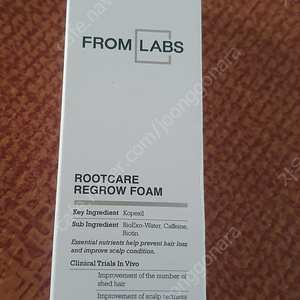 FROM LABS
ROOTCARE
REGROW FOAM
Key Ingredient Kopexil
Sub Ingredient BioExo-Water, Caffeine,
Biotin
Essential nutrients help prevent hair loss
and improve scalp condition.
Clinical Trials In Vivo
Improvement of the number of
shed hair
Improvement of scalp redness